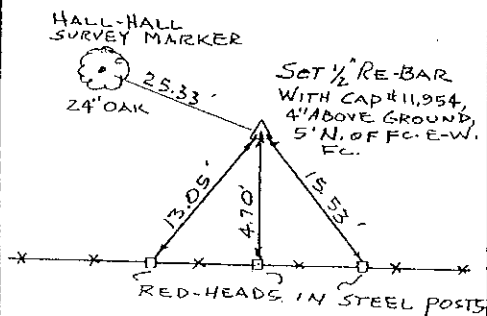 HALL-HALL
SURVEY MARKER
24" OAK
25.33'
SET 1/2" RE-BAR
WITH CAP #11,954,
4" ABOVE GROUND,
5' N. OF FC. E-W.
FC.
13.05'
4.70'
15.53'
RED-HEADS IN STEEL POSTS